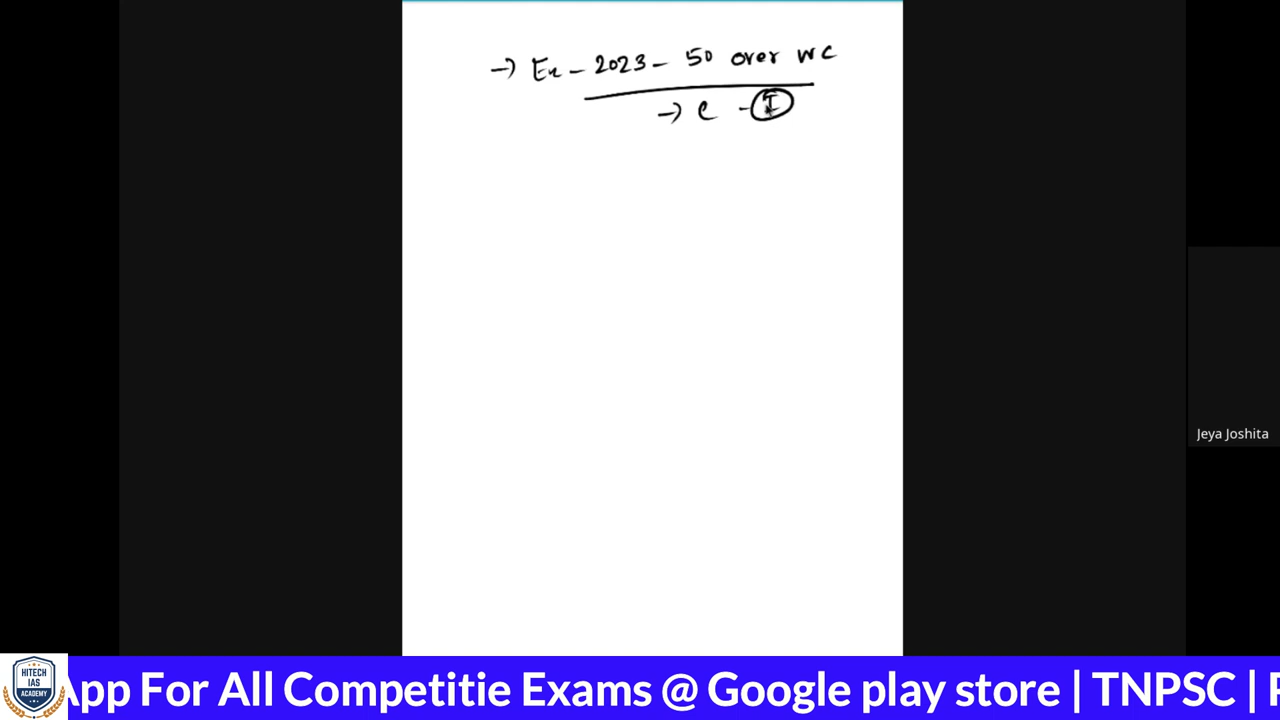 → Ex - 2023 - 50 over WC
→ C - I
Jeya Joshita
HITECH
IAS
ACADEMY
App For All Competitie Exams @ Google play store | TNPSC |